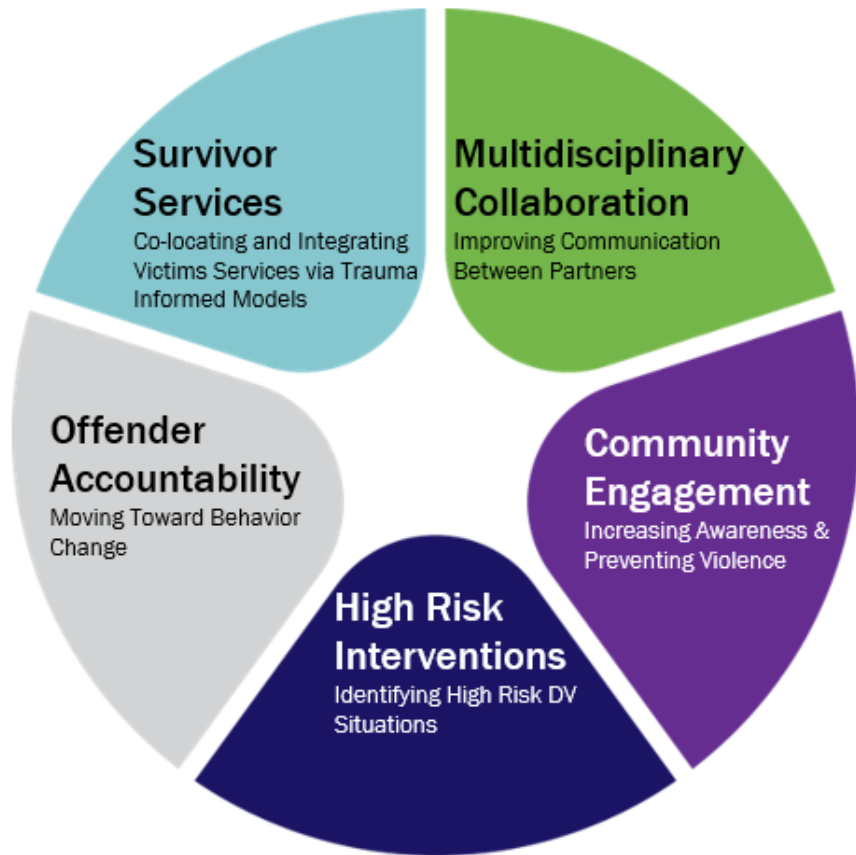 Survivor
Services
Co-locating and Integrating
Victims Services via Trauma
Informed Models
Multidisciplinary
Collaboration
Improving Communication
Between Partners
Community
Engagement
Increasing Awareness &
Preventing Violence
High Risk
Interventions
Identifying High Risk DV
Situations
Offender
Accountability
Moving Toward Behavior
Change